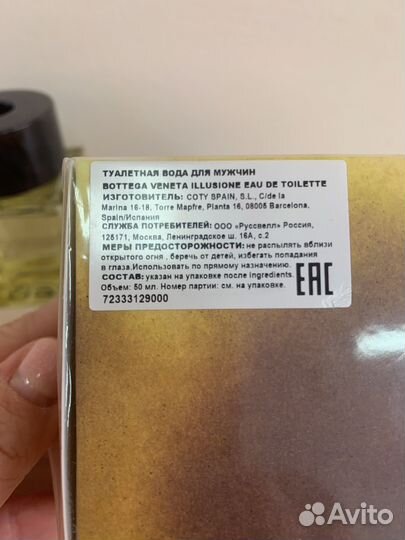 ТУАЛЕТНАЯ ВОДА ДЛЯ МУЖЧИН
BOTTEGA VENETA ILLUSIONE EAU DE TOILETTE
ИЗГОТОВИТЕЛЬ: COTY SPAIN, S.L., C/de la
Marina 16-18, Torre Mapfre, Planta 16, 08005 Barcelona,
Spain/Испания
СЛУЖБА ПОТРЕБИТЕЛЕЙ: ООО «Руссвелл» Россия,
125171, Москва, Ленинградское ш. 16А, с.2
МЕРЫ ПРЕДОСТОРОЖНОСТИ: не распылять вблизи
открытого огня , беречь от детей, избегать попадания
в глаза.Использовать по прямому назначению.
СОСТАВ: указан на упаковке после Ingredients.
Объем: 50 мл. Номер партии: см. на упаковке.
72333129000
EAC
Avito